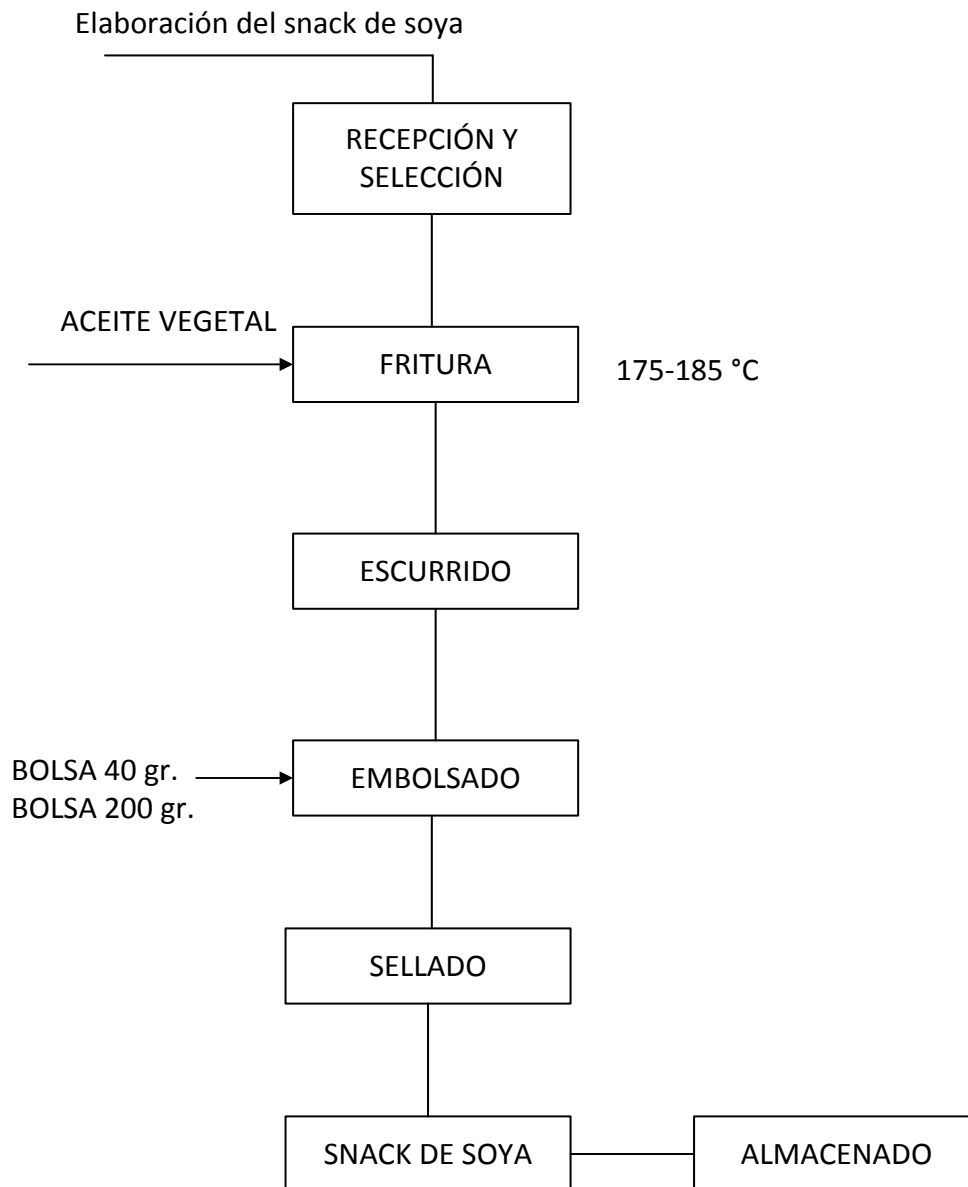 Elaboración del snack de soya
RECEPCIÓN Y
SELECCIÓN
ACEITE VEGETAL
FRITURA
175-185 °C
ESCURRIDO
BOLSA 40 gr.
BOLSA 200 gr.
EMBOLSADO
SELLADO
SNACK DE SOYA
ALMACENADO